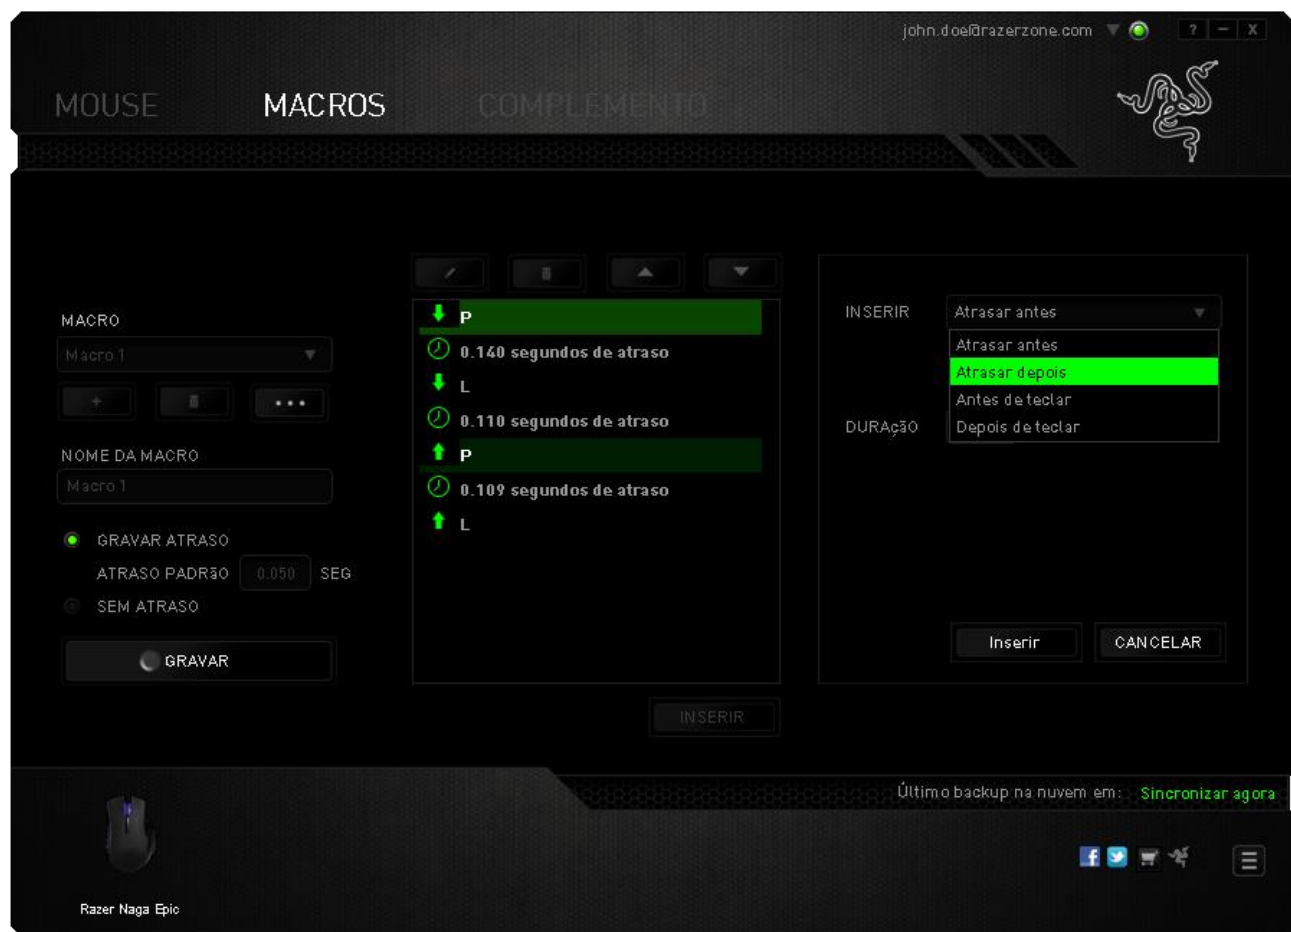 john.doe@razerzone.com
? – X
MOUSE MACROS COMPLEMENTO
MACRO
Macro 1
+
NOME DA MACRO
Macro 1
GRAVAR ATRASO
ATRASO PADRão 0.050 SEG
SEM ATRASO
GRAVAR
P
0.140 segundos de atraso
L
0.110 segundos de atraso
P
0.109 segundos de atraso
L
INSERIR
INSERIR Atrasar antes
Atrasar antes
Atrasar depois
Antes de teclar
Depois de teclar
DURAção
Inserir CANCELAR
Último backup na nuvem em: Sincronizar agora
Razer Naga Epic